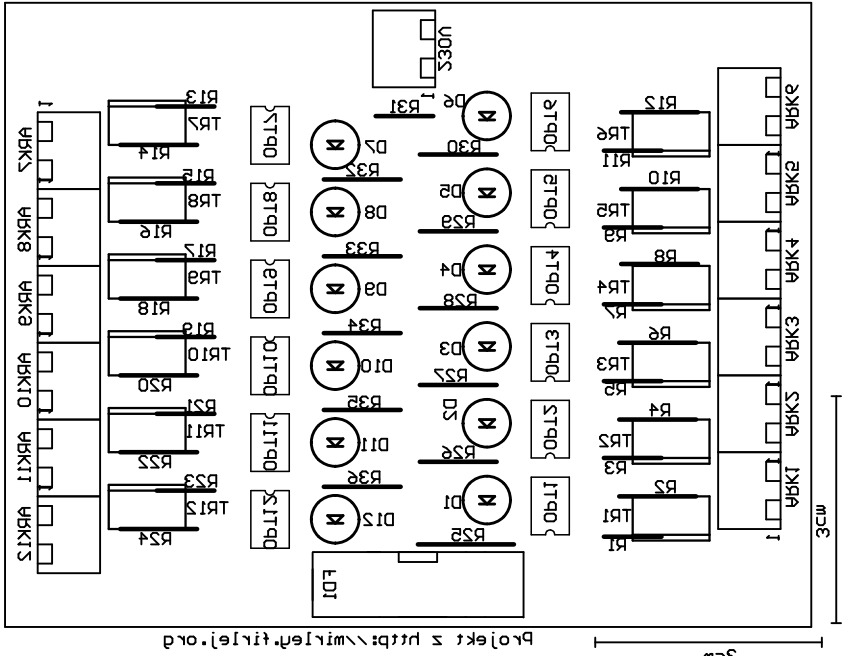 230V
1
D6
R31
OPT6
R12
TR6
R11
ARK6
1
R13
TR7
R14
ARK7
OPT7
D7
R30
R32
D5
OPT5
R10
TR5
R9
ARK5
R15
TR8
R16
ARK8
OPT8
D8
R29
R33
D4
OPT4
R8
TR4
R7
ARK4
R17
TR9
R18
ARK9
OPT9
D9
R28
R34
D3
OPT3
R6
TR3
R5
ARK3
R19
TR10
R20
ARK10
OPT10
D10
R27
R35
D2
OPT2
R4
TR2
R3
ARK2
R21
TR11
R22
ARK11
OPT11
D11
R26
R36
D1
OPT1
R2
TR1
R1
ARK1
1
R23
TR12
R24
ARK12
OPT12
D12
R25
FD1
3cm
Projekt z http://mirley.firlej.org